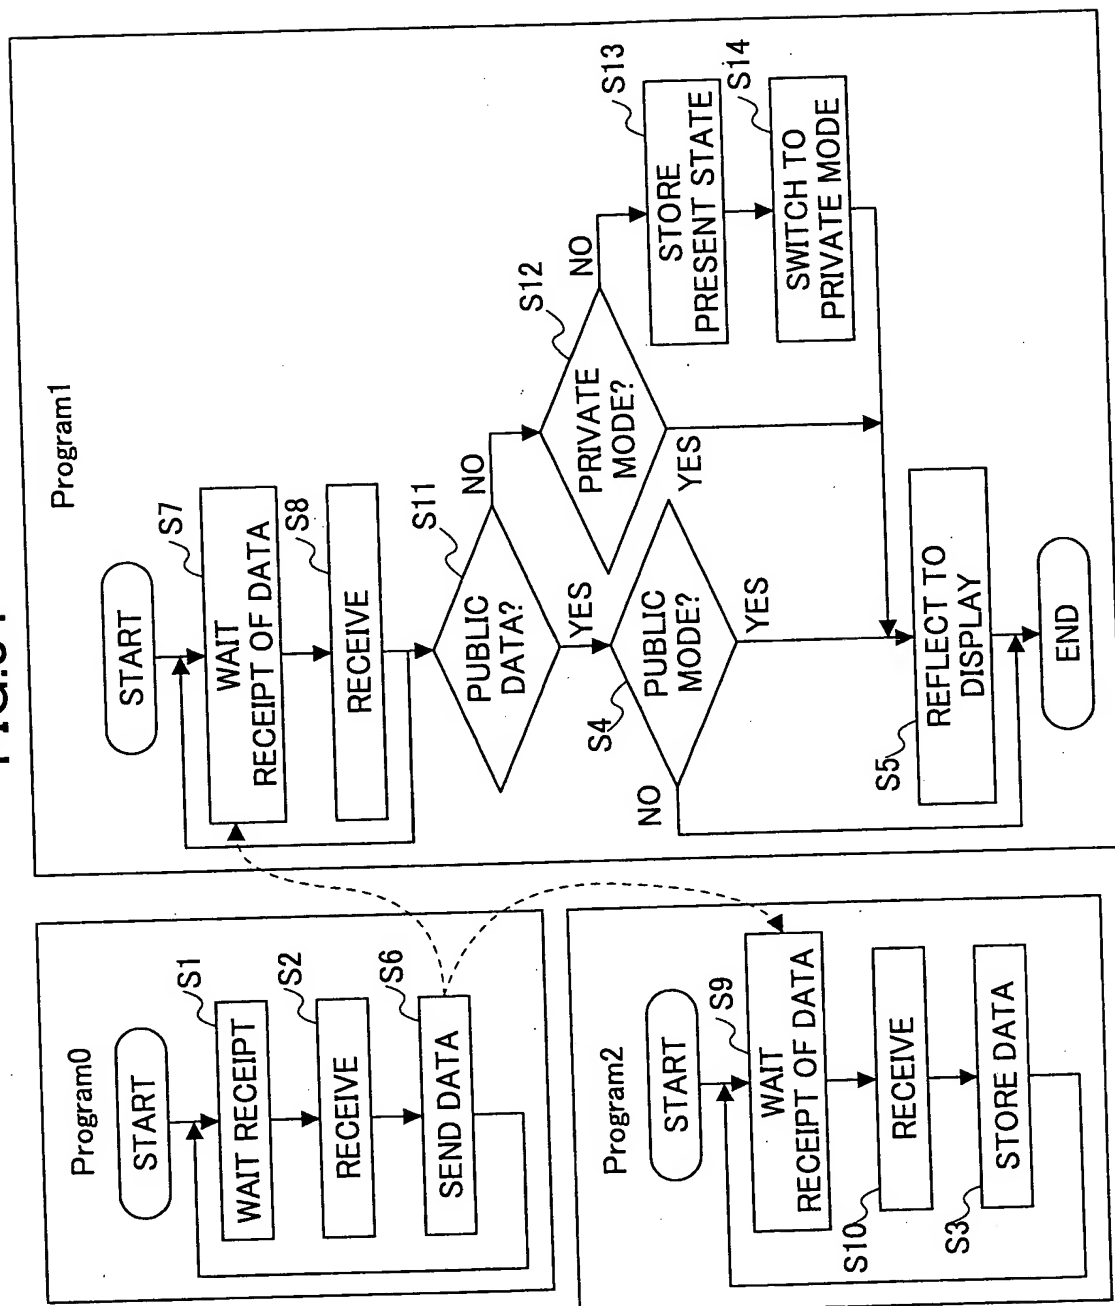 Program0
START
WAIT RECEIPT
S1
RECEIVE
S2
SEND DATA
S6
Program2
START
WAIT
RECEIPT OF DATA
S9
RECEIVE
S10
STORE DATA
S3
Program1
START
WAIT
RECEIPT OF DATA
S7
RECEIVE
S8
PUBLIC
DATA?
S11
NO
YES
PRIVATE
MODE?
S12
NO
YES
STORE
PRESENT STATE
S13
SWITCH TO
PRIVATE MODE
S14
PUBLIC
MODE?
S4
NO
YES
REFLECT TO
DISPLAY
S5
END